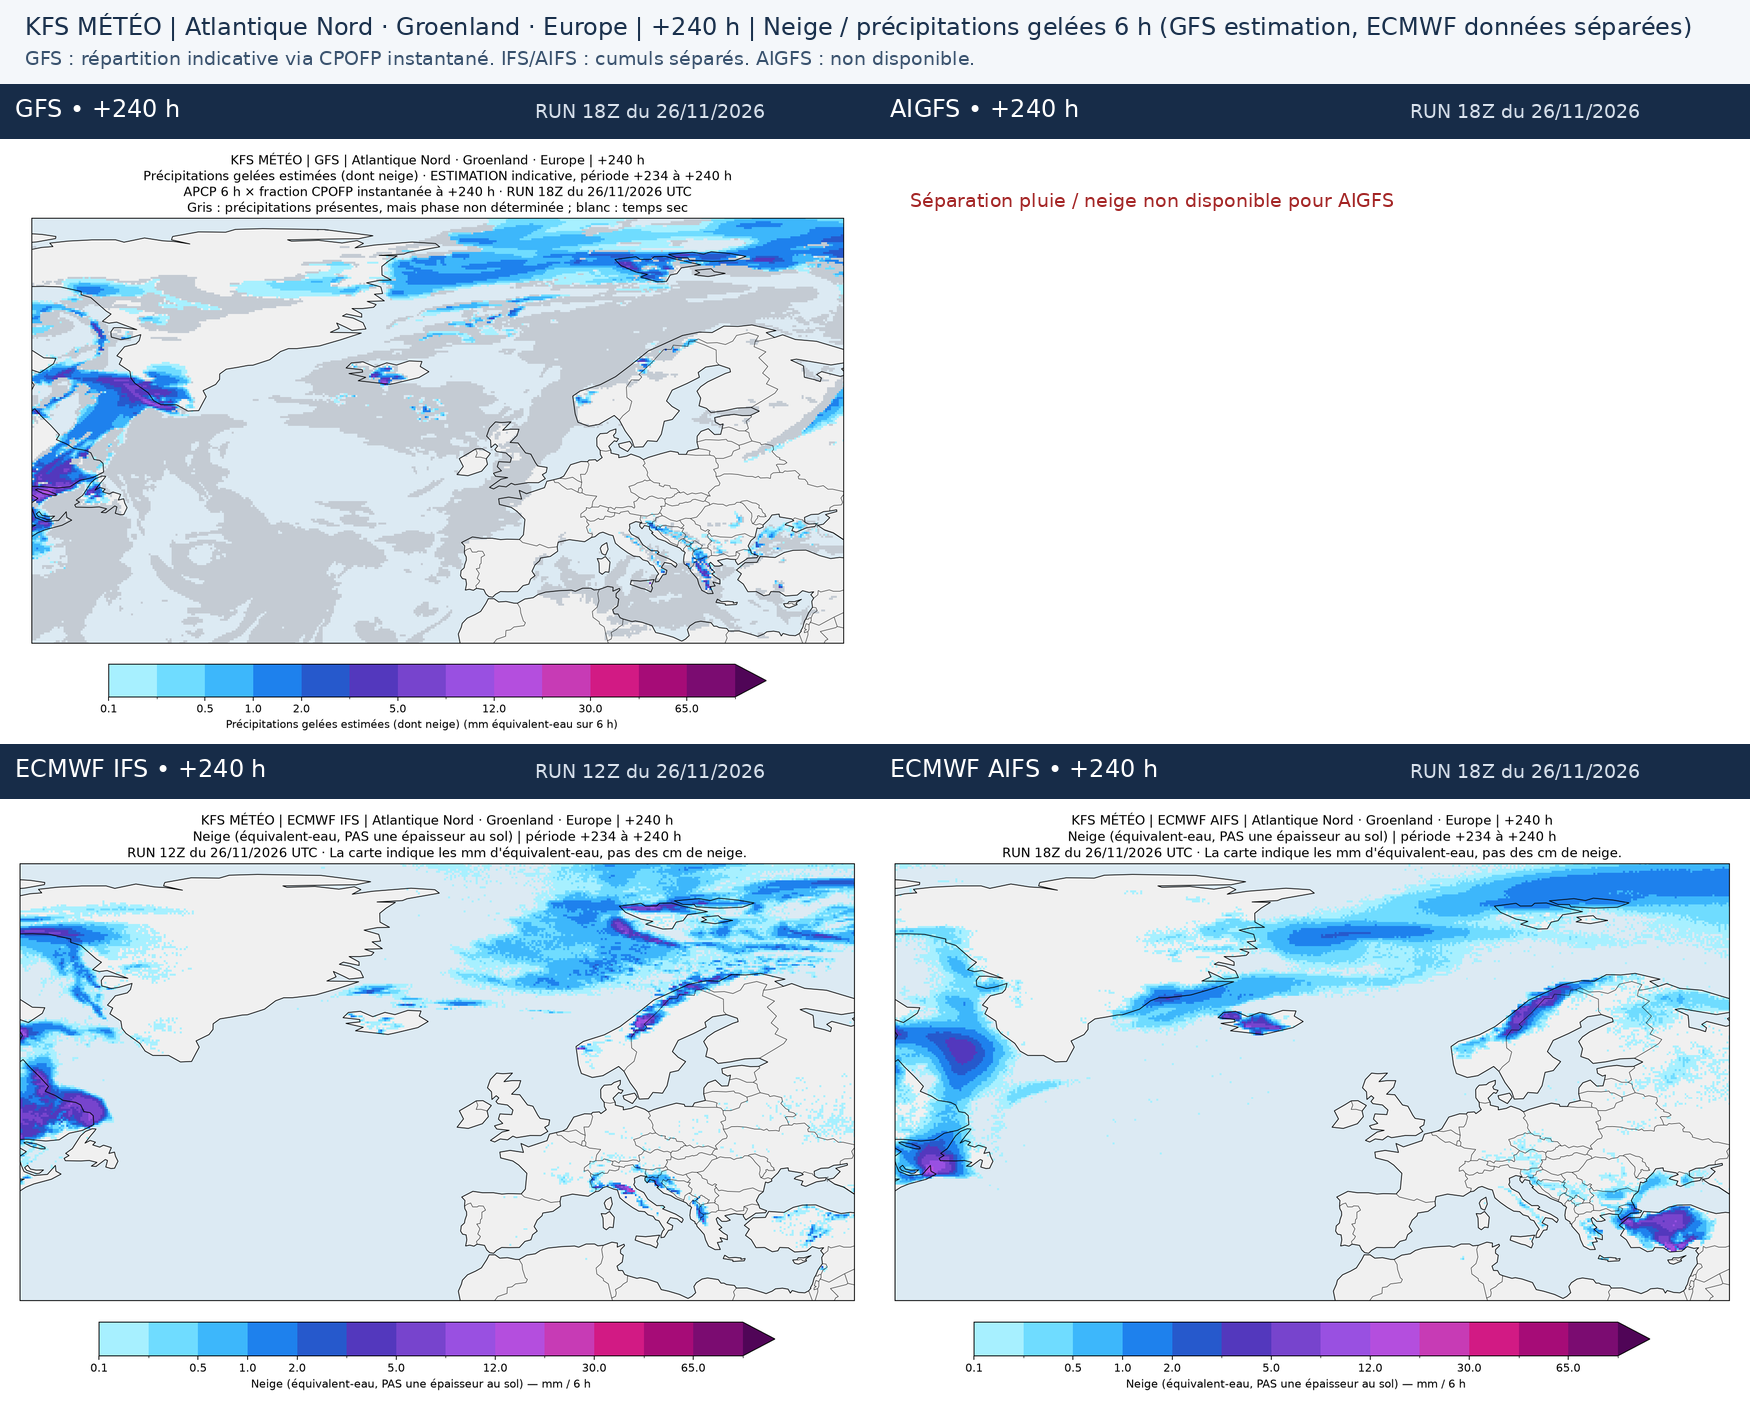 KFS MÉTÉO | Atlantique Nord · Groenland · Europe | +240 h | Neige / précipitations gelées 6 h (GFS estimation, ECMWF données séparées)
GFS : répartition indicative via CPOFP instantané. IFS/AIFS : cumuls séparés. AIGFS : non disponible.
GFS • +240 h
RUN 18Z du 26/11/2026
AIGFS • +240 h
RUN 18Z du 26/11/2026
KFS MÉTÉO | GFS | Atlantique Nord · Groenland · Europe | +240 h
Précipitations gelées estimées (dont neige) · ESTIMATION indicative, période +234 à +240 h
APCP 6 h × fraction CPOFP instantanée à +240 h · RUN 18Z du 26/11/2026 UTC
Gris : précipitations présentes, mais phase non déterminée ; blanc : temps sec
Séparation pluie / neige non disponible pour AIGFS
0.1 0.5 1.0 2.0 5.0 12.0 30.0 65.0
Précipitations gelées estimées (dont neige) (mm équivalent-eau sur 6 h)
ECMWF IFS • +240 h
RUN 12Z du 26/11/2026
ECMWF AIFS • +240 h
RUN 18Z du 26/11/2026
KFS MÉTÉO | ECMWF IFS | Atlantique Nord · Groenland · Europe | +240 h
Neige (équivalent-eau, PAS une épaisseur au sol) | période +234 à +240 h
RUN 12Z du 26/11/2026 UTC · La carte indique les mm d'équivalent-eau, pas des cm de neige.
KFS MÉTÉO | ECMWF AIFS | Atlantique Nord · Groenland · Europe | +240 h
Neige (équivalent-eau, PAS une épaisseur au sol) | période +234 à +240 h
RUN 18Z du 26/11/2026 UTC · La carte indique les mm d'équivalent-eau, pas des cm de neige.
0.1 0.5 1.0 2.0 5.0 12.0 30.0 65.0
Neige (équivalent-eau, PAS une épaisseur au sol) — mm / 6 h
0.1 0.5 1.0 2.0 5.0 12.0 30.0 65.0
Neige (équivalent-eau, PAS une épaisseur au sol) — mm / 6 h